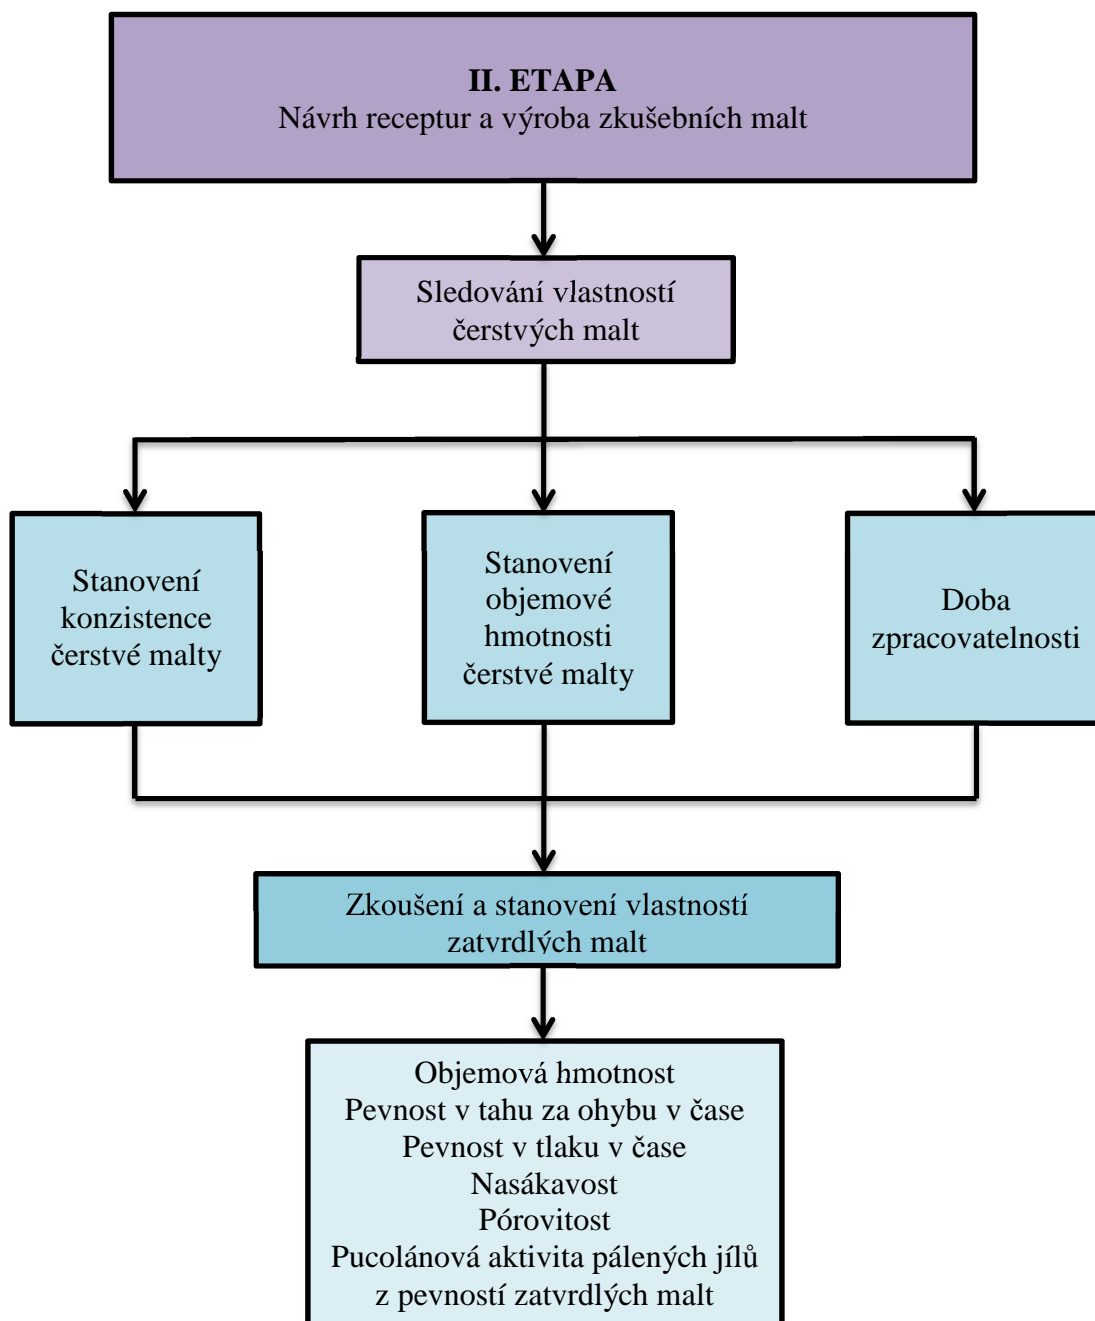 II. ETAPA
Návrh receptur a výroba zkušebních malt
Sledování vlastností
čerstvých malt
Stanovení
konzistence
čerstvé malty
Stanovení
objemové
hmotnosti
čerstvé malty
Doba
zpracovatelnosti
Zkoušení a stanovení vlastností
zatvrdlých malt
Objemová hmotnost
Pevnost v tahu za ohybu v čase
Pevnost v tlaku v čase
Nasákavost
Pórovitost
Pucolánová aktivita pálených jílů
z pevností zatvrdlých malt